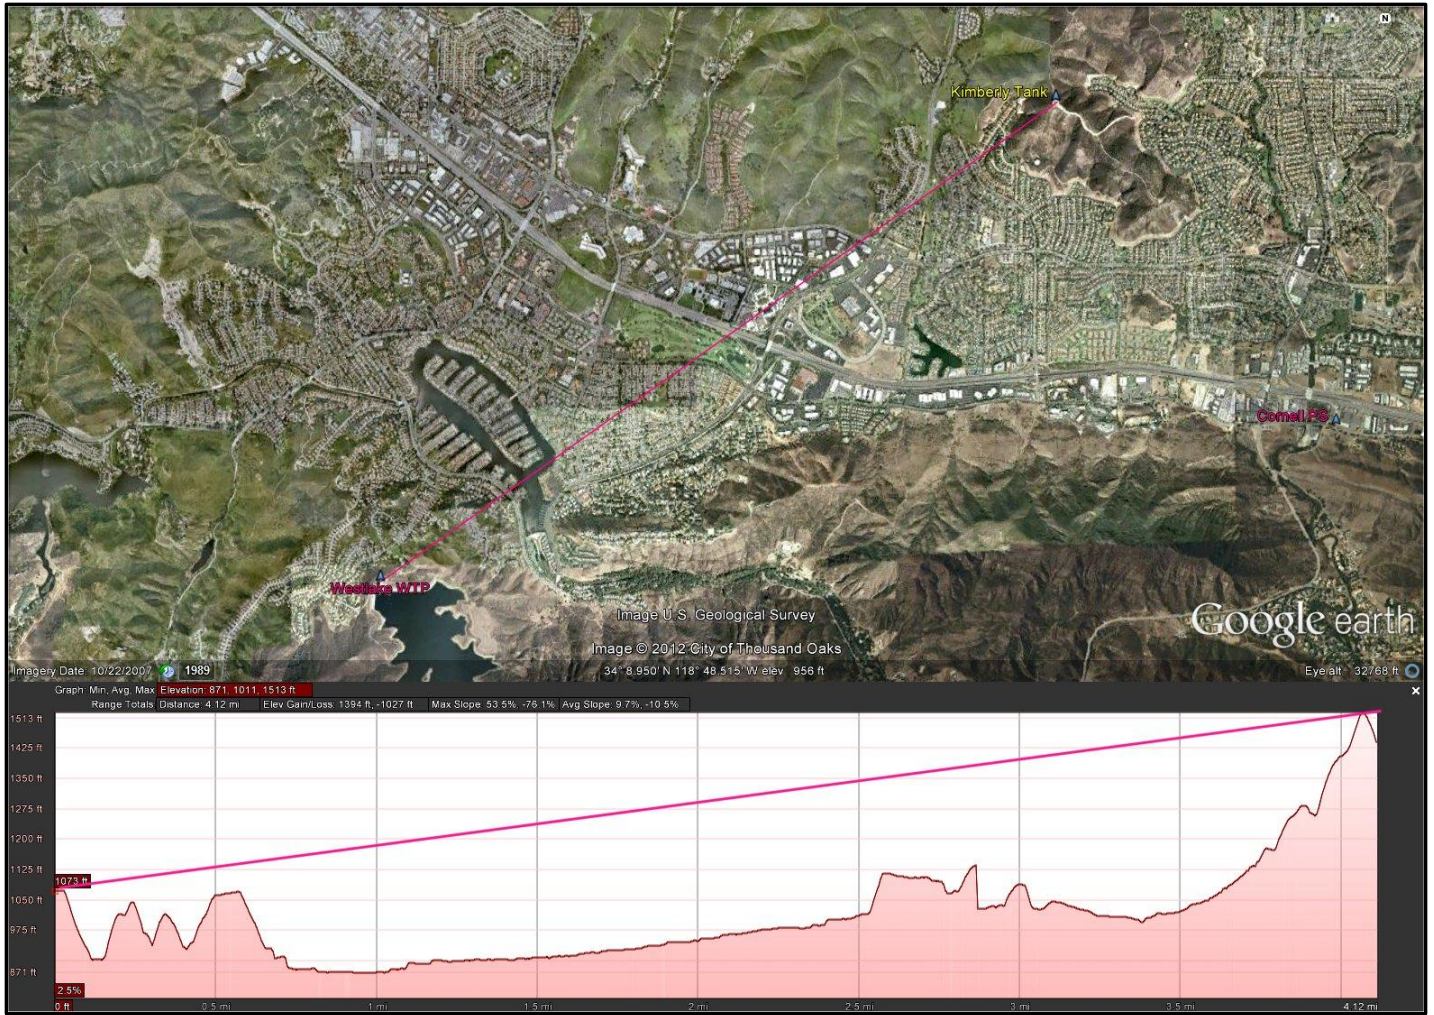 N
Kimberly Tank
Cornell PS
Westlake WTP
Image U.S. Geological Survey
Image © 2012 City of Thousand Oaks
Google earth
Imagery Date: 10/22/2007 1989 34° 8.950' N 118° 48.515' W elev 956 ft Eye alt 32768 ft
Graph: Min, Avg, Max Elevation: 871, 1011, 1513 ft
Range Totals: Distance: 4.12 mi Elev Gain/Loss: 1394 ft, -1027 ft Max Slope: 53.5%, -76.1% Avg Slope: 9.7%, -10.5%
1513 ft
1425 ft
1350 ft
1275 ft
1200 ft
1125 ft
1073 ft
1050 ft
975 ft
871 ft
2.5%
0 ft 0.5 mi 1 mi 1.5 mi 2 mi 2.5 mi 3 mi 3.5 mi 4.12 mi